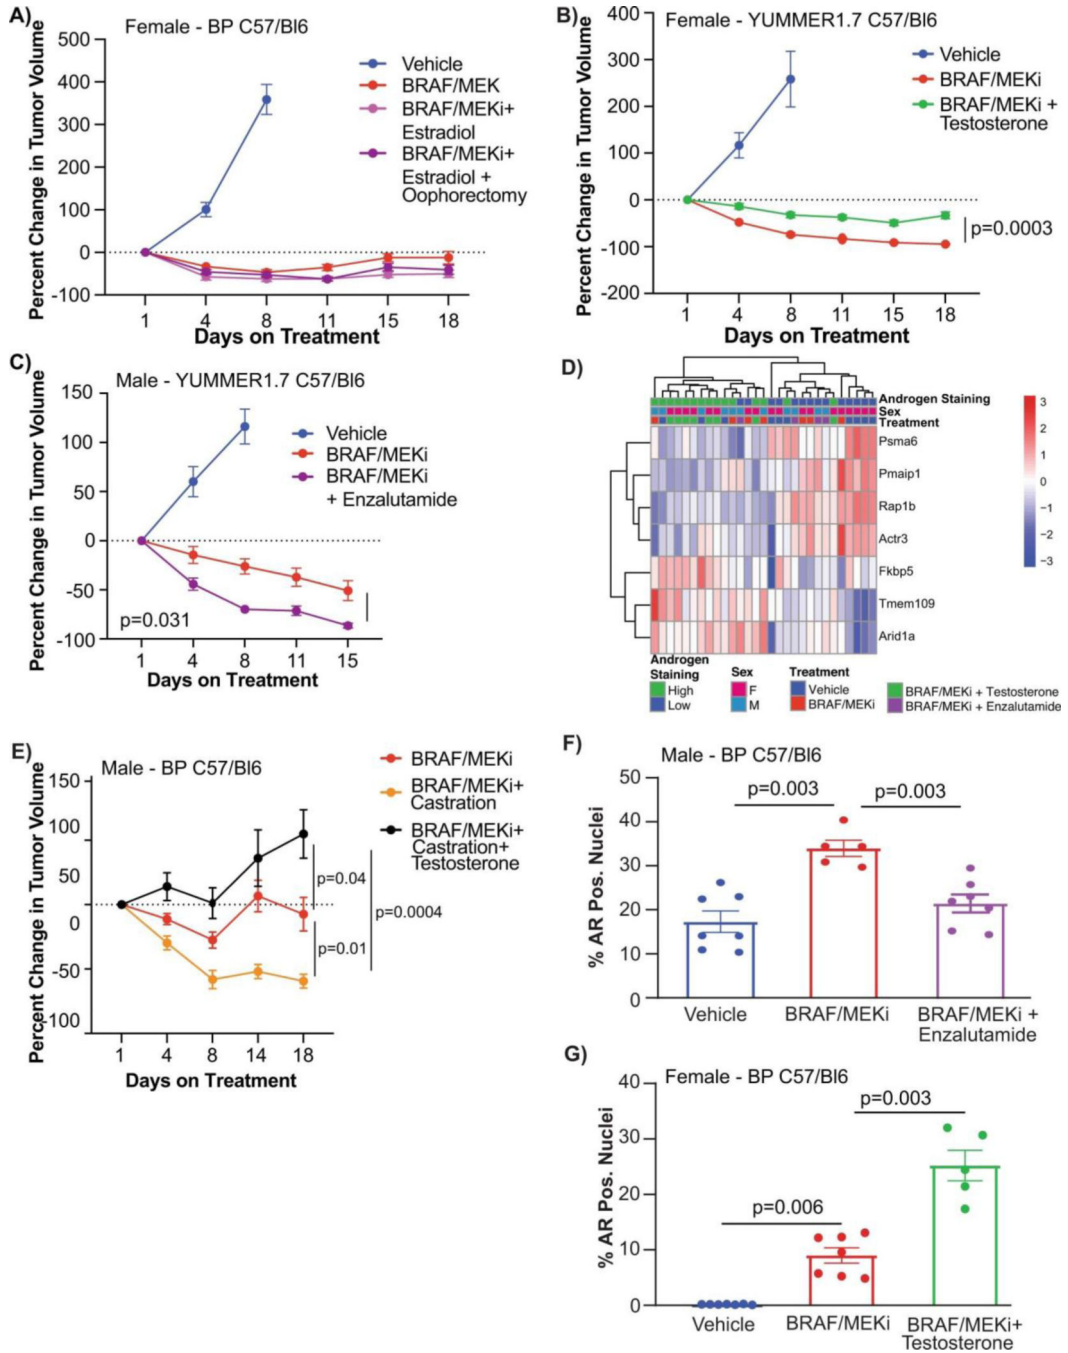 A)
Female - BP C57/Bl6
Percent Change in Tumor Volume
500
400
300
200
100
0
-100
1 4 8 11 15 18
Days on Treatment
Vehicle
BRAF/MEK
BRAF/MEKi+
Estradiol
BRAF/MEKi+
Estradiol +
Oophorectomy
B)
Female - YUMMER1.7 C57/Bl6
Percent Change in Tumor Volume
400
300
200
100
0
-100
-200
1 4 8 11 15 18
Days on Treatment
Vehicle
BRAF/MEKi
BRAF/MEKi +
Testosterone
p=0.0003
C)
Male - YUMMER1.7 C57/Bl6
Percent Change in Tumor Volume
150
100
50
0
-50
-100
1 4 8 11 15
Days on Treatment
Vehicle
BRAF/MEKi
BRAF/MEKi
+ Enzalutamide
p=0.031
D)
Androgen Staining
Sex
Treatment
Psma6
Pmaip1
Rap1b
Actr3
Fkbp5
Tmem109
Arid1a
3
2
1
0
−1
−2
−3
Androgen
Staining
High
Low
Sex
F
M
Treatment
Vehicle
BRAF/MEKi
BRAF/MEKi + Testosterone
BRAF/MEKi + Enzalutamide
E)
Male - BP C57/Bl6
Percent Change in Tumor Volume
150
100
50
0
-50
-100
1 4 8 14 18
Days on Treatment
BRAF/MEKi
BRAF/MEKi+
Castration
BRAF/MEKi+
Castration+
Testosterone
p=0.04
p=0.0004
p=0.01
F)
Male - BP C57/Bl6
% AR Pos. Nuclei
50
40
30
20
10
0
p=0.003
p=0.003
Vehicle
BRAF/MEKi
BRAF/MEKi +
Enzalutamide
G)
Female - BP C57/Bl6
% AR Pos. Nuclei
40
30
20
10
0
p=0.003
p=0.006
Vehicle
BRAF/MEKi
BRAF/MEKi+
Testosterone